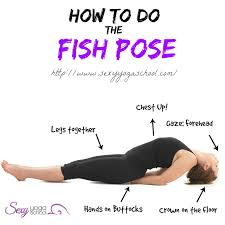 HOW TO DO
THE
FISH POSE
http://www.sexyyogaschool.com/
Chest Up!
Legs together
Gaze: forehead
Hands on Buttocks
Crown on the floor
Sexy yoga
school